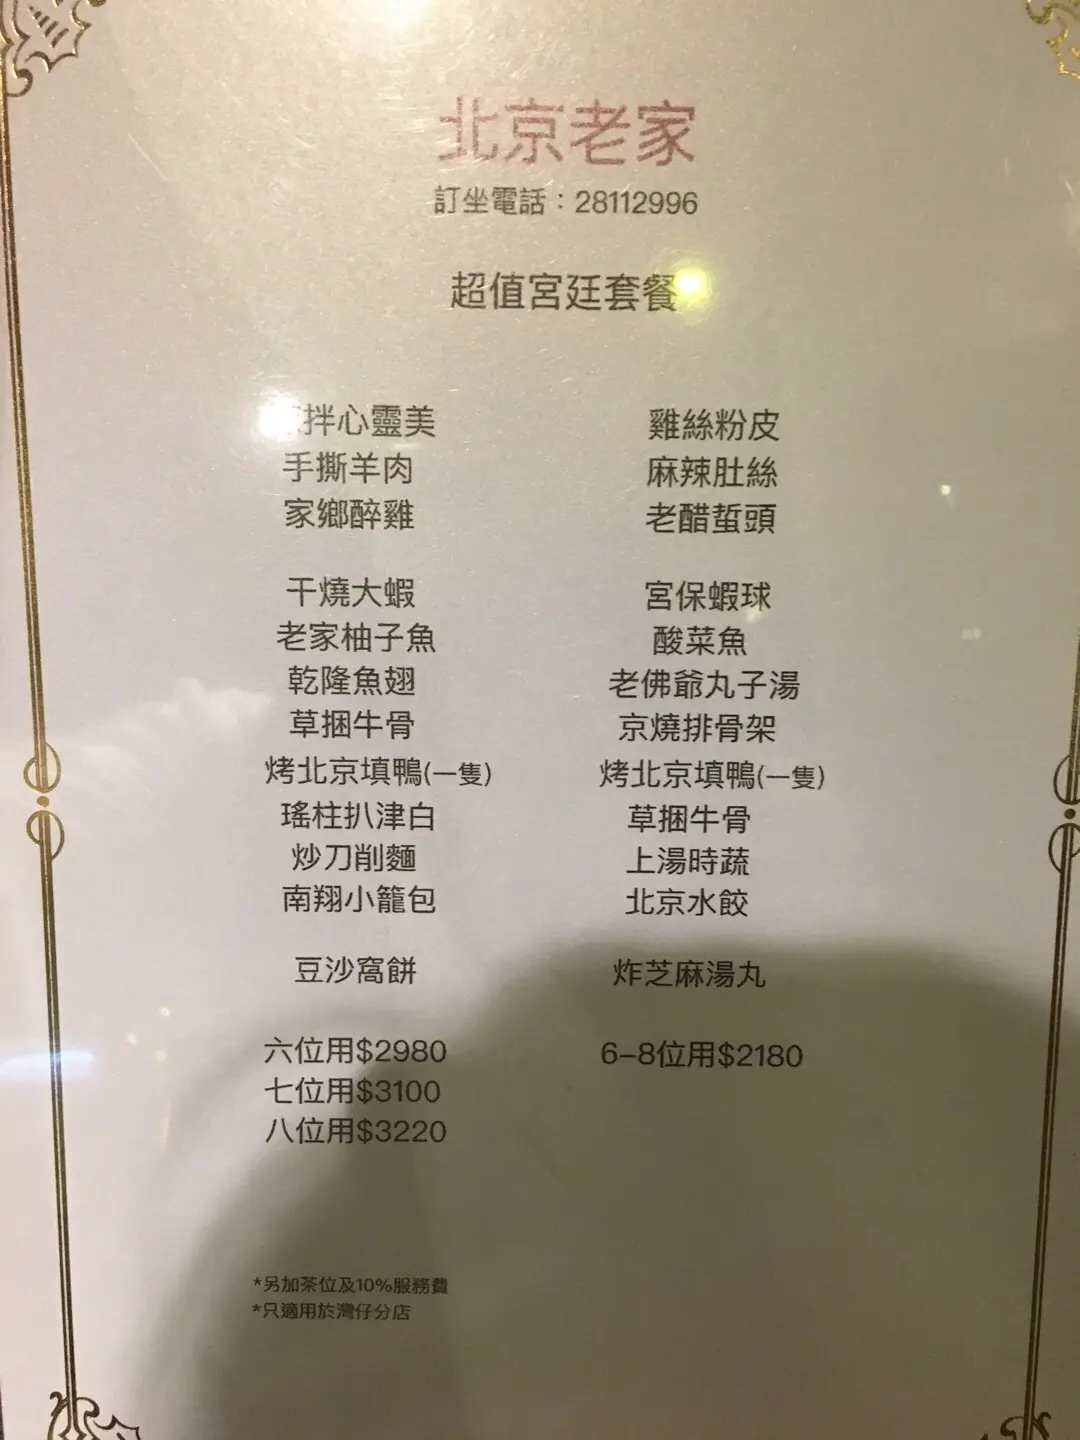 北京老家
訂坐電話：28112996
超值宮廷套餐
拌心靈美
手撕羊肉
家鄉醉雞
干燒大蝦
老家柚子魚
乾隆魚翅
草捆牛骨
烤北京填鴨(一隻)
瑤柱扒津白
炒刀削麵
南翔小籠包
豆沙窩餅
六位用$2980
七位用$3100
八位用$3220
雞絲粉皮
麻辣肚絲
老醋蜇頭
宮保蝦球
酸菜魚
老佛爺丸子湯
京燒排骨架
烤北京填鴨(一隻)
草捆牛骨
上湯時蔬
北京水餃
炸芝麻湯丸
6-8位用$2180
*另加茶位及10%服務費
*只適用於灣仔分店